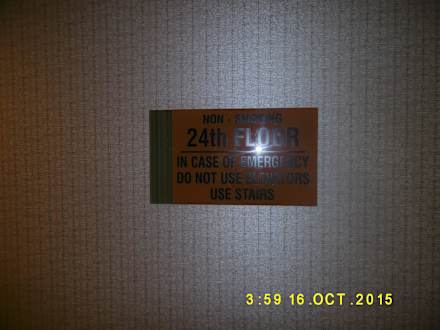 NON - SMOKING
24th FLOOR
IN CASE OF EMERGENCY
DO NOT USE ELEVATORS
USE STAIRS
3:59 16.OCT.2015